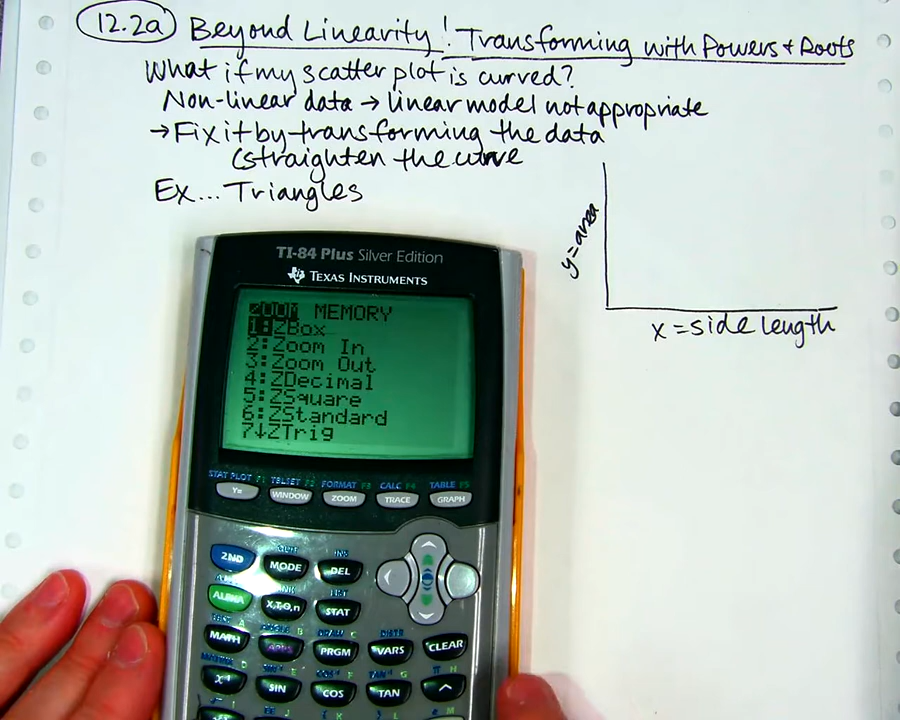 12.2a Beyond Linearity! Transforming with Powers + Roots
What if my scatter plot is curved?
Non-linear data → linear model not appropriate
→ Fix it by transforming the data
(straighten the curve
Ex... Triangles
y = area
x = side length
TI-84 Plus Silver Edition
TEXAS INSTRUMENTS
ZOOM MEMORY
1:ZBox
2:Zoom In
3:Zoom Out
4:ZDecimal
5:ZSquare
6:ZStandard
7↓ZTrig
STAT PLOT F1 TBLSET F2 FORMAT F3 CALC F4 TABLE F5
Y= WINDOW ZOOM TRACE GRAPH
2ND MODE DEL
ALPHA X,T,θ,n STAT
MATH PRGM VARS CLEAR
x⁻¹ SIN COS TAN ^